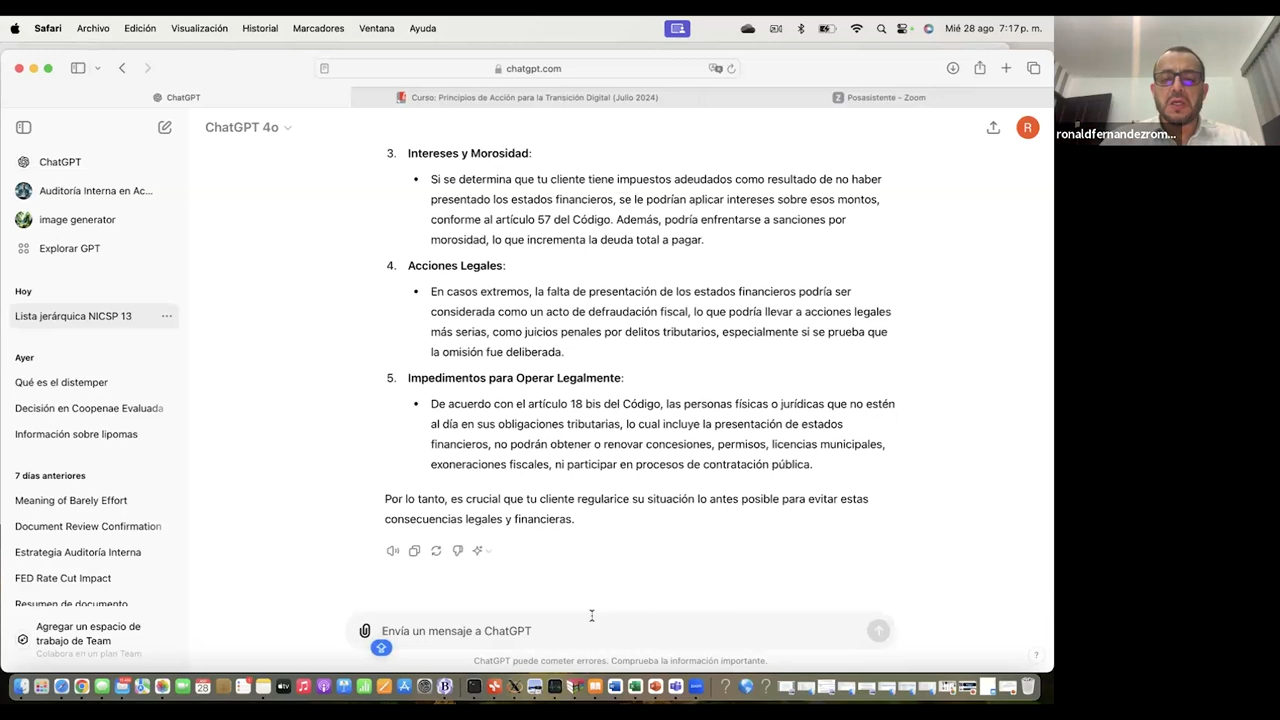 Safari Archivo Edición Visualización Historial Marcadores Ventana Ayuda Mié 28 ago 7:17 p. m.
chatgpt.com
ChatGPT
Curso: Principios de Acción para la Transición Digital (Julio 2024)
Posasistente - Zoom
ChatGPT 4o
R
ronaldfernandezrom...
ChatGPT
Auditoría Interna en Ac...
image generator
Explorar GPT
Hoy
Lista jerárquica NICSP 13 ...
Ayer
Qué es el distemper
Decisión en Coopenae Evaluada
Información sobre lipomas
7 días anteriores
Meaning of Barely Effort
Document Review Confirmation
Estrategia Auditoría Interna
FED Rate Cut Impact
Resumen de documento
Agregar un espacio de
trabajo de Team
Colabora en un plan Team
3. Intereses y Morosidad:
• Si se determina que tu cliente tiene impuestos adeudados como resultado de no haber
presentado los estados financieros, se le podrían aplicar intereses sobre esos montos,
conforme al artículo 57 del Código. Además, podría enfrentarse a sanciones por
morosidad, lo que incrementa la deuda total a pagar.
4. Acciones Legales:
• En casos extremos, la falta de presentación de los estados financieros podría ser
considerada como un acto de defraudación fiscal, lo que podría llevar a acciones legales
más serias, como juicios penales por delitos tributarios, especialmente si se prueba que
la omisión fue deliberada.
5. Impedimentos para Operar Legalmente:
• De acuerdo con el artículo 18 bis del Código, las personas físicas o jurídicas que no estén
al día en sus obligaciones tributarias, lo cual incluye la presentación de estados
financieros, no podrán obtener o renovar concesiones, permisos, licencias municipales,
exoneraciones fiscales, ni participar en procesos de contratación pública.
Por lo tanto, es crucial que tu cliente regularice su situación lo antes posible para evitar estas
consecuencias legales y financieras.
Envía un mensaje a ChatGPT
ChatGPT puede cometer errores. Comprueba la información importante.
?